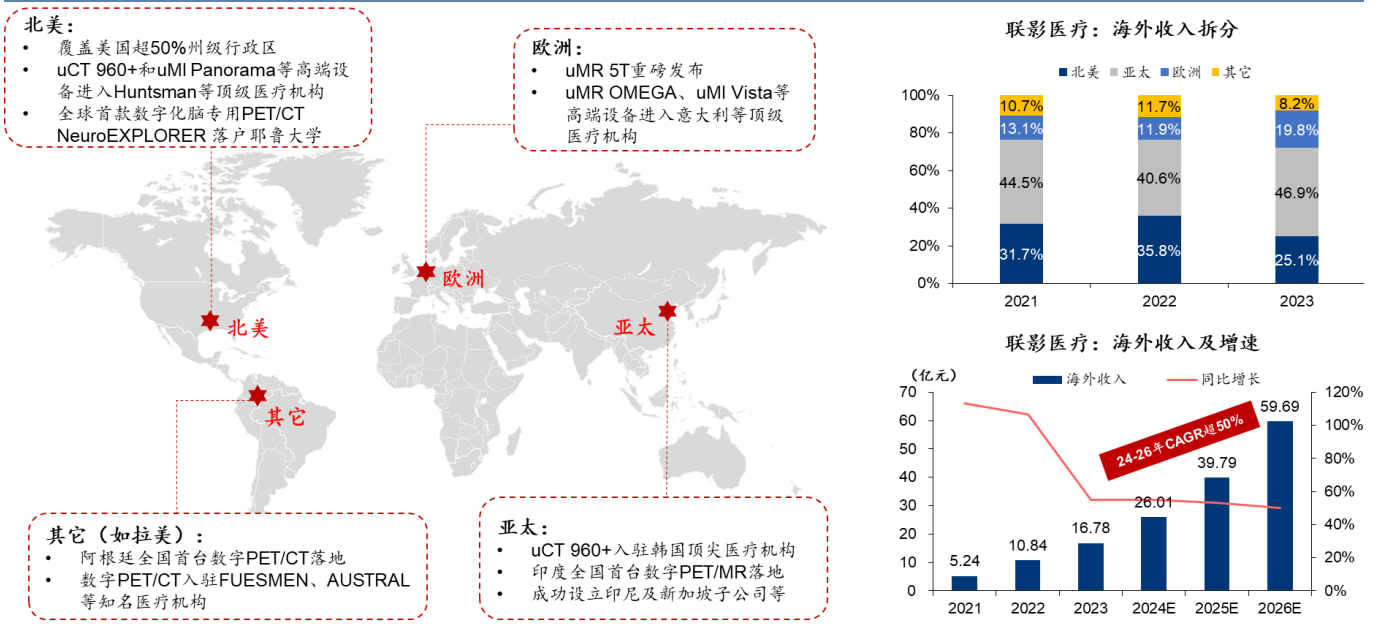 北美：
• 覆盖美国超50%州级行政区
• uCT 960+和uMI Panorama等高端设
备进入Huntsman等顶级医疗机构
• 全球首款数字化脑专用PET/CT
NeuroEXPLORER 落户耶鲁大学
欧洲：
• uMR 5T重磅发布
• uMR OMEGA、uMI Vista等
高端设备进入意大利等顶级
医疗机构
欧洲
北美
亚太
其它
其它（如拉美）：
• 阿根廷全国首台数字PET/CT落地
• 数字PET/CT入驻FUESMEN、AUSTRAL
等知名医疗机构
亚太：
• uCT 960+入驻韩国顶尖医疗机构
• 印度全国首台数字PET/MR落地
• 成功设立印尼及新加坡子公司等
联影医疗：海外收入拆分
北美 亚太 欧洲 其它
100%
80%
60%
40%
20%
0%
10.7% 11.7% 8.2%
13.1% 11.9% 19.8%
44.5% 40.6% 46.9%
31.7% 35.8% 25.1%
2021 2022 2023
联影医疗：海外收入及增速
（亿元）
海外收入 同比增长
70
60
50
40
30
20
10
0
120%
100%
80%
60%
40%
20%
0%
24-26年CAGR超50%
5.24 10.84 16.78 26.01 39.79 59.69
2021 2022 2023 2024E 2025E 2026E